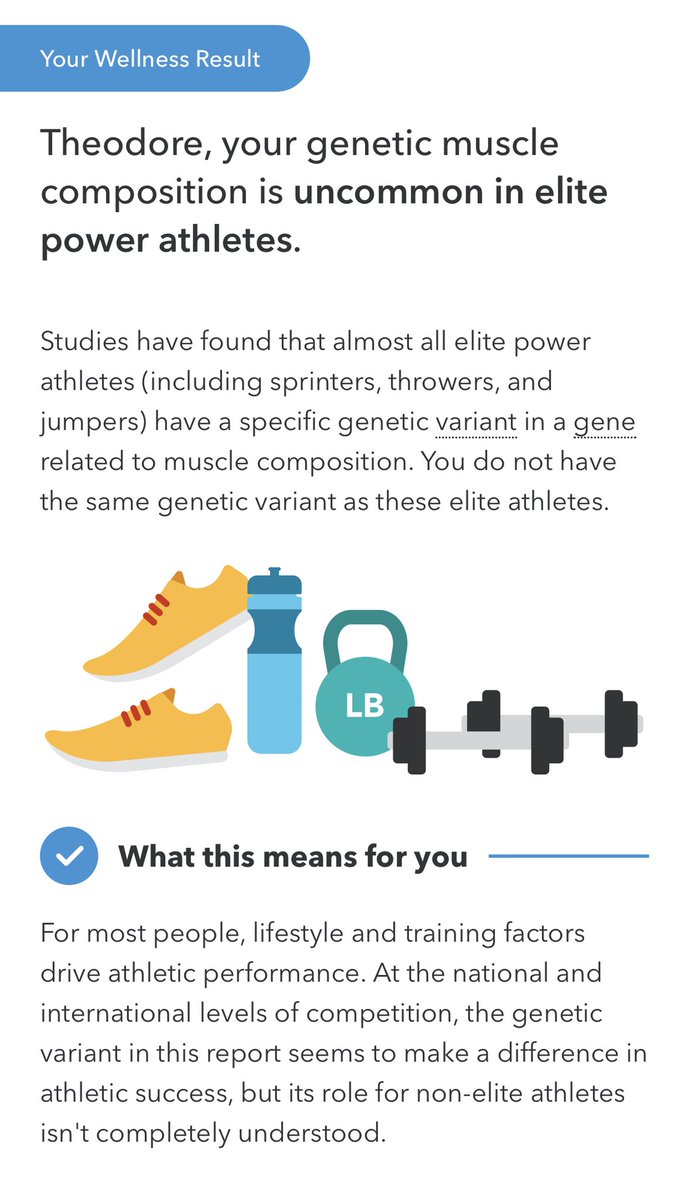 Your Wellness Result
Theodore, your genetic muscle
composition is uncommon in elite
power athletes.
Studies have found that almost all elite power
athletes (including sprinters, throwers, and
jumpers) have a specific genetic variant in a gene
related to muscle composition. You do not have
the same genetic variant as these elite athletes.
LB
What this means for you
For most people, lifestyle and training factors
drive athletic performance. At the national and
international levels of competition, the genetic
variant in this report seems to make a difference in
athletic success, but its role for non-elite athletes
isn't completely understood.